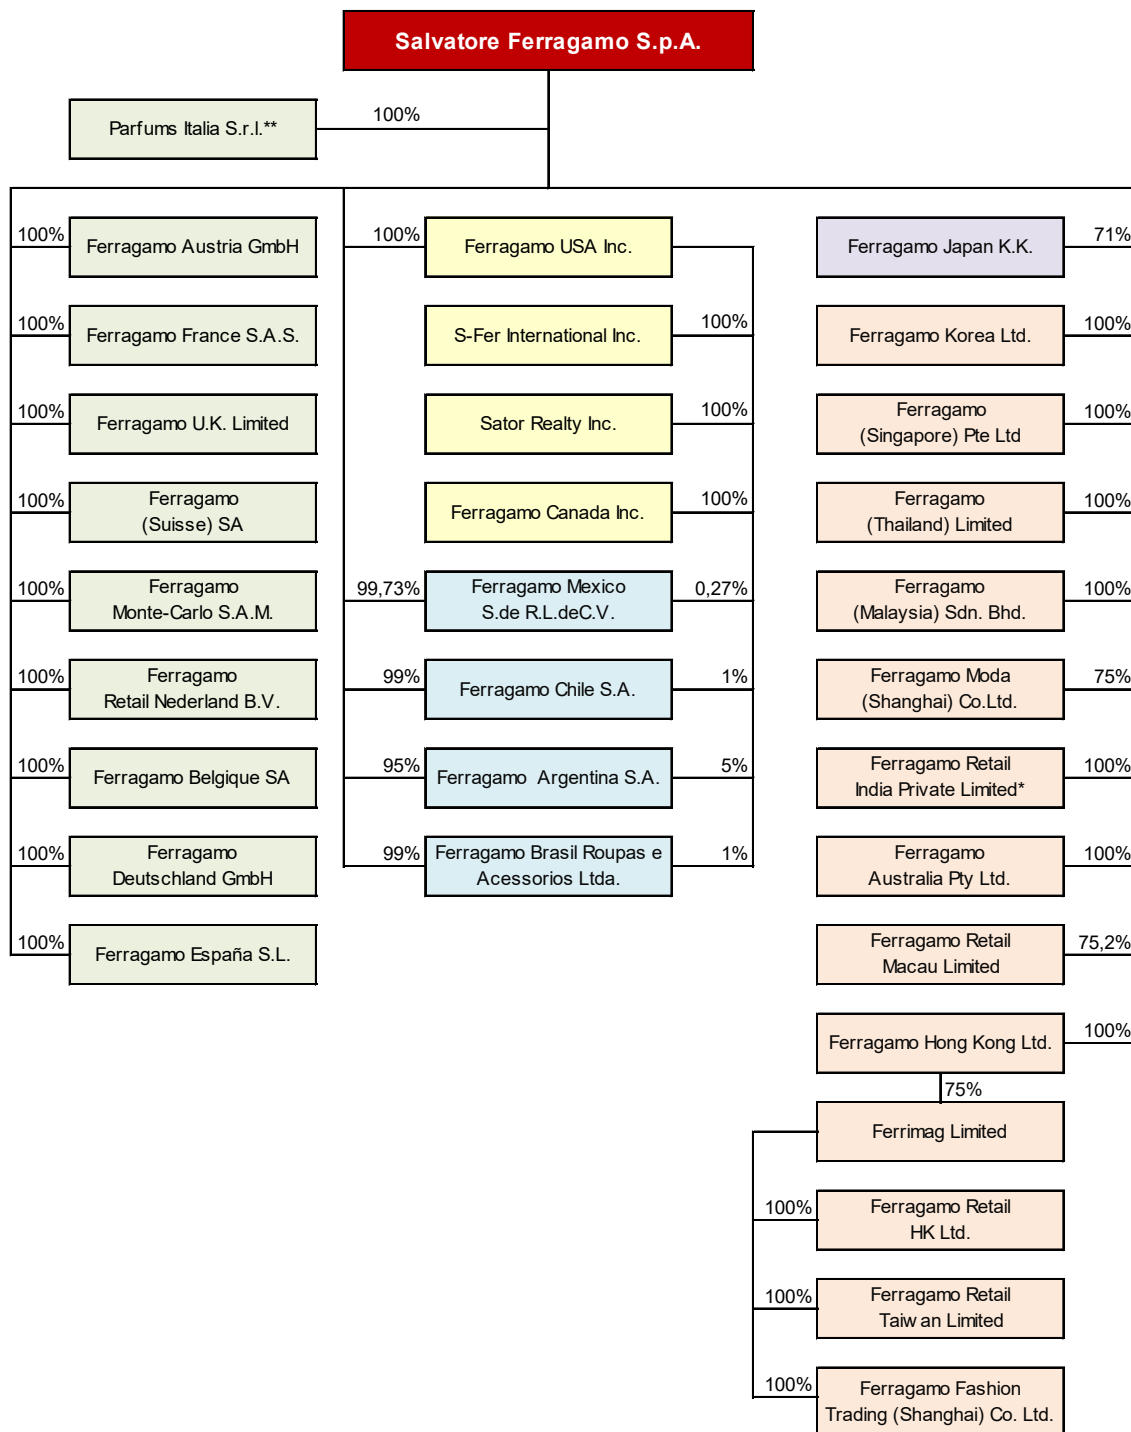 Salvatore Ferragamo S.p.A.
Parfums Italia S.r.l.**
100%
100%
Ferragamo Austria GmbH
100%
Ferragamo USA Inc.
Ferragamo Japan K.K.
71%
100%
Ferragamo France S.A.S.
S-Fer International Inc.
100%
Ferragamo Korea Ltd.
100%
100%
Ferragamo U.K. Limited
Sator Realty Inc.
100%
Ferragamo
(Singapore) Pte Ltd
100%
100%
Ferragamo
(Suisse) SA
Ferragamo Canada Inc.
100%
Ferragamo
(Thailand) Limited
100%
100%
Ferragamo
Monte-Carlo S.A.M.
99,73%
Ferragamo Mexico
S.de R.L.deC.V.
0,27%
Ferragamo
(Malaysia) Sdn. Bhd.
100%
100%
Ferragamo
Retail Nederland B.V.
99%
Ferragamo Chile S.A.
1%
Ferragamo Moda
(Shanghai) Co.Ltd.
75%
100%
Ferragamo Belgique SA
95%
Ferragamo Argentina S.A.
5%
Ferragamo Retail
India Private Limited*
100%
100%
Ferragamo
Deutschland GmbH
99%
Ferragamo Brasil Roupas e
Acessorios Ltda.
1%
Ferragamo
Australia Pty Ltd.
100%
100%
Ferragamo España S.L.
Ferragamo Retail
Macau Limited
75,2%
Ferragamo Hong Kong Ltd.
100%
75%
Ferrimag Limited
100%
Ferragamo Retail
HK Ltd.
100%
Ferragamo Retail
Taiwan Limited
100%
Ferragamo Fashion
Trading (Shanghai) Co. Ltd.